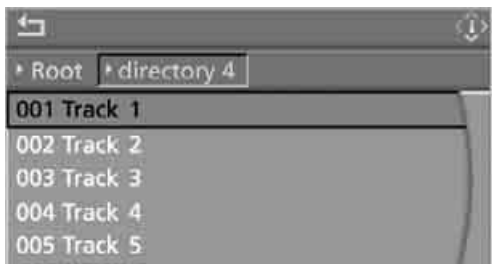 Root directory 4
001 Track 1
002 Track 2
003 Track 3
004 Track 4
005 Track 5